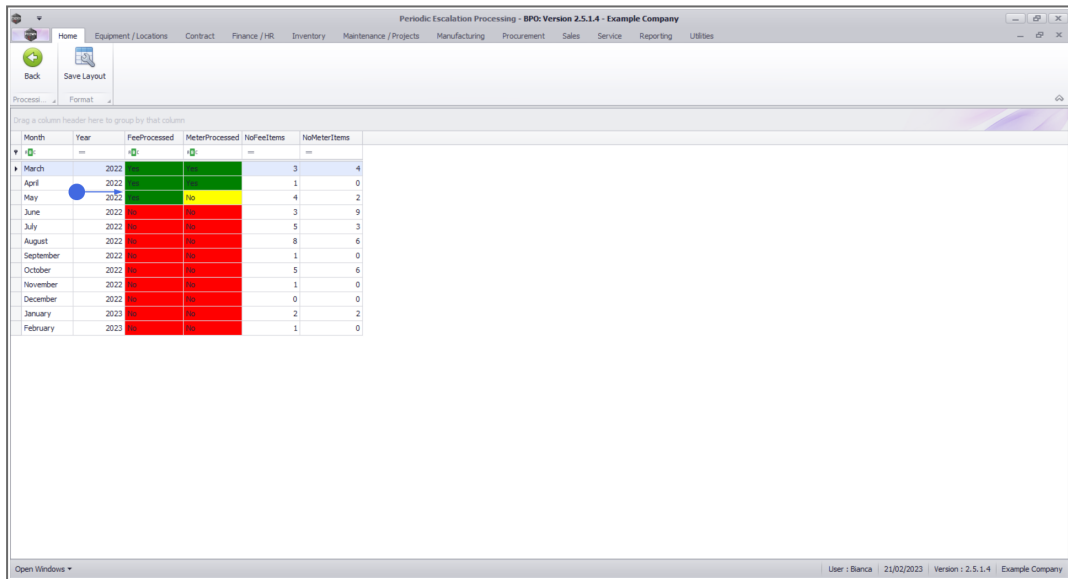 Periodic Escalation Processing - BPO: Version 2.5.1.4 - Example Company
Home Equipment / Locations Contract Finance / HR Inventory Maintenance / Projects Manufacturing Procurement Sales Service Reporting Utilities
Back Save Layout
Processi... Format
Drag a column header here to group by that column
Month Year FeeProcessed MeterProcessed NoFeeItems NoMeterItems
= = =
March 2022 Yes Yes 3 4
April 2022 Yes Yes 1 0
May 2022 Yes No 4 2
June 2022 No No 3 9
July 2022 No No 5 3
August 2022 No No 8 6
September 2022 No No 1 0
October 2022 No No 5 6
November 2022 No No 1 0
December 2022 No No 0 0
January 2023 No No 2 2
February 2023 No No 1 0
Open Windows User : Bianca 21/02/2023 Version : 2.5.1.4 Example Company